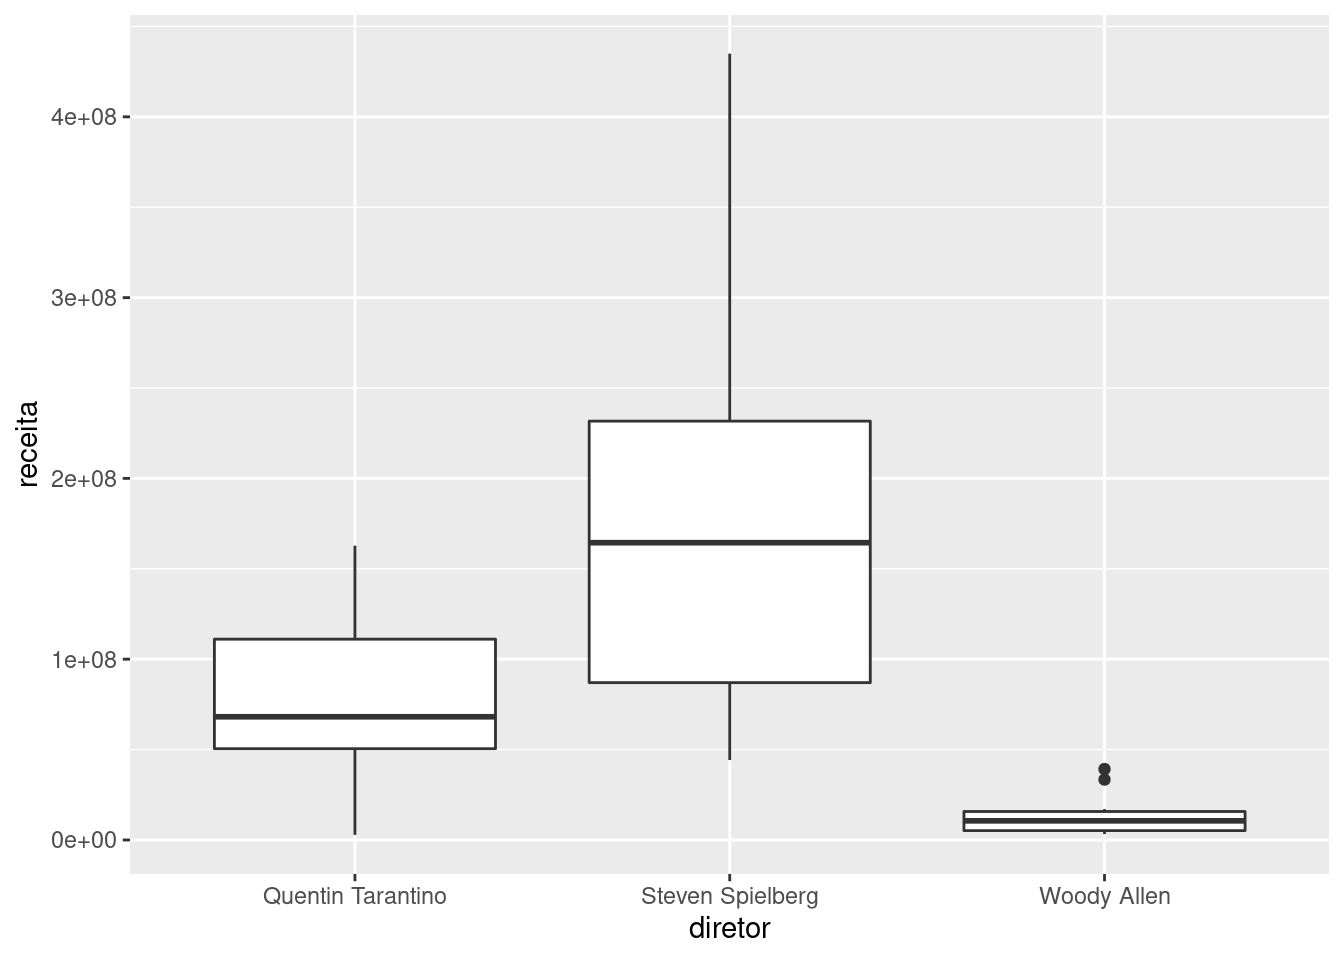 4e+08
3e+08
2e+08
1e+08
0e+00
receita
Quentin Tarantino Steven Spielberg Woody Allen
diretor